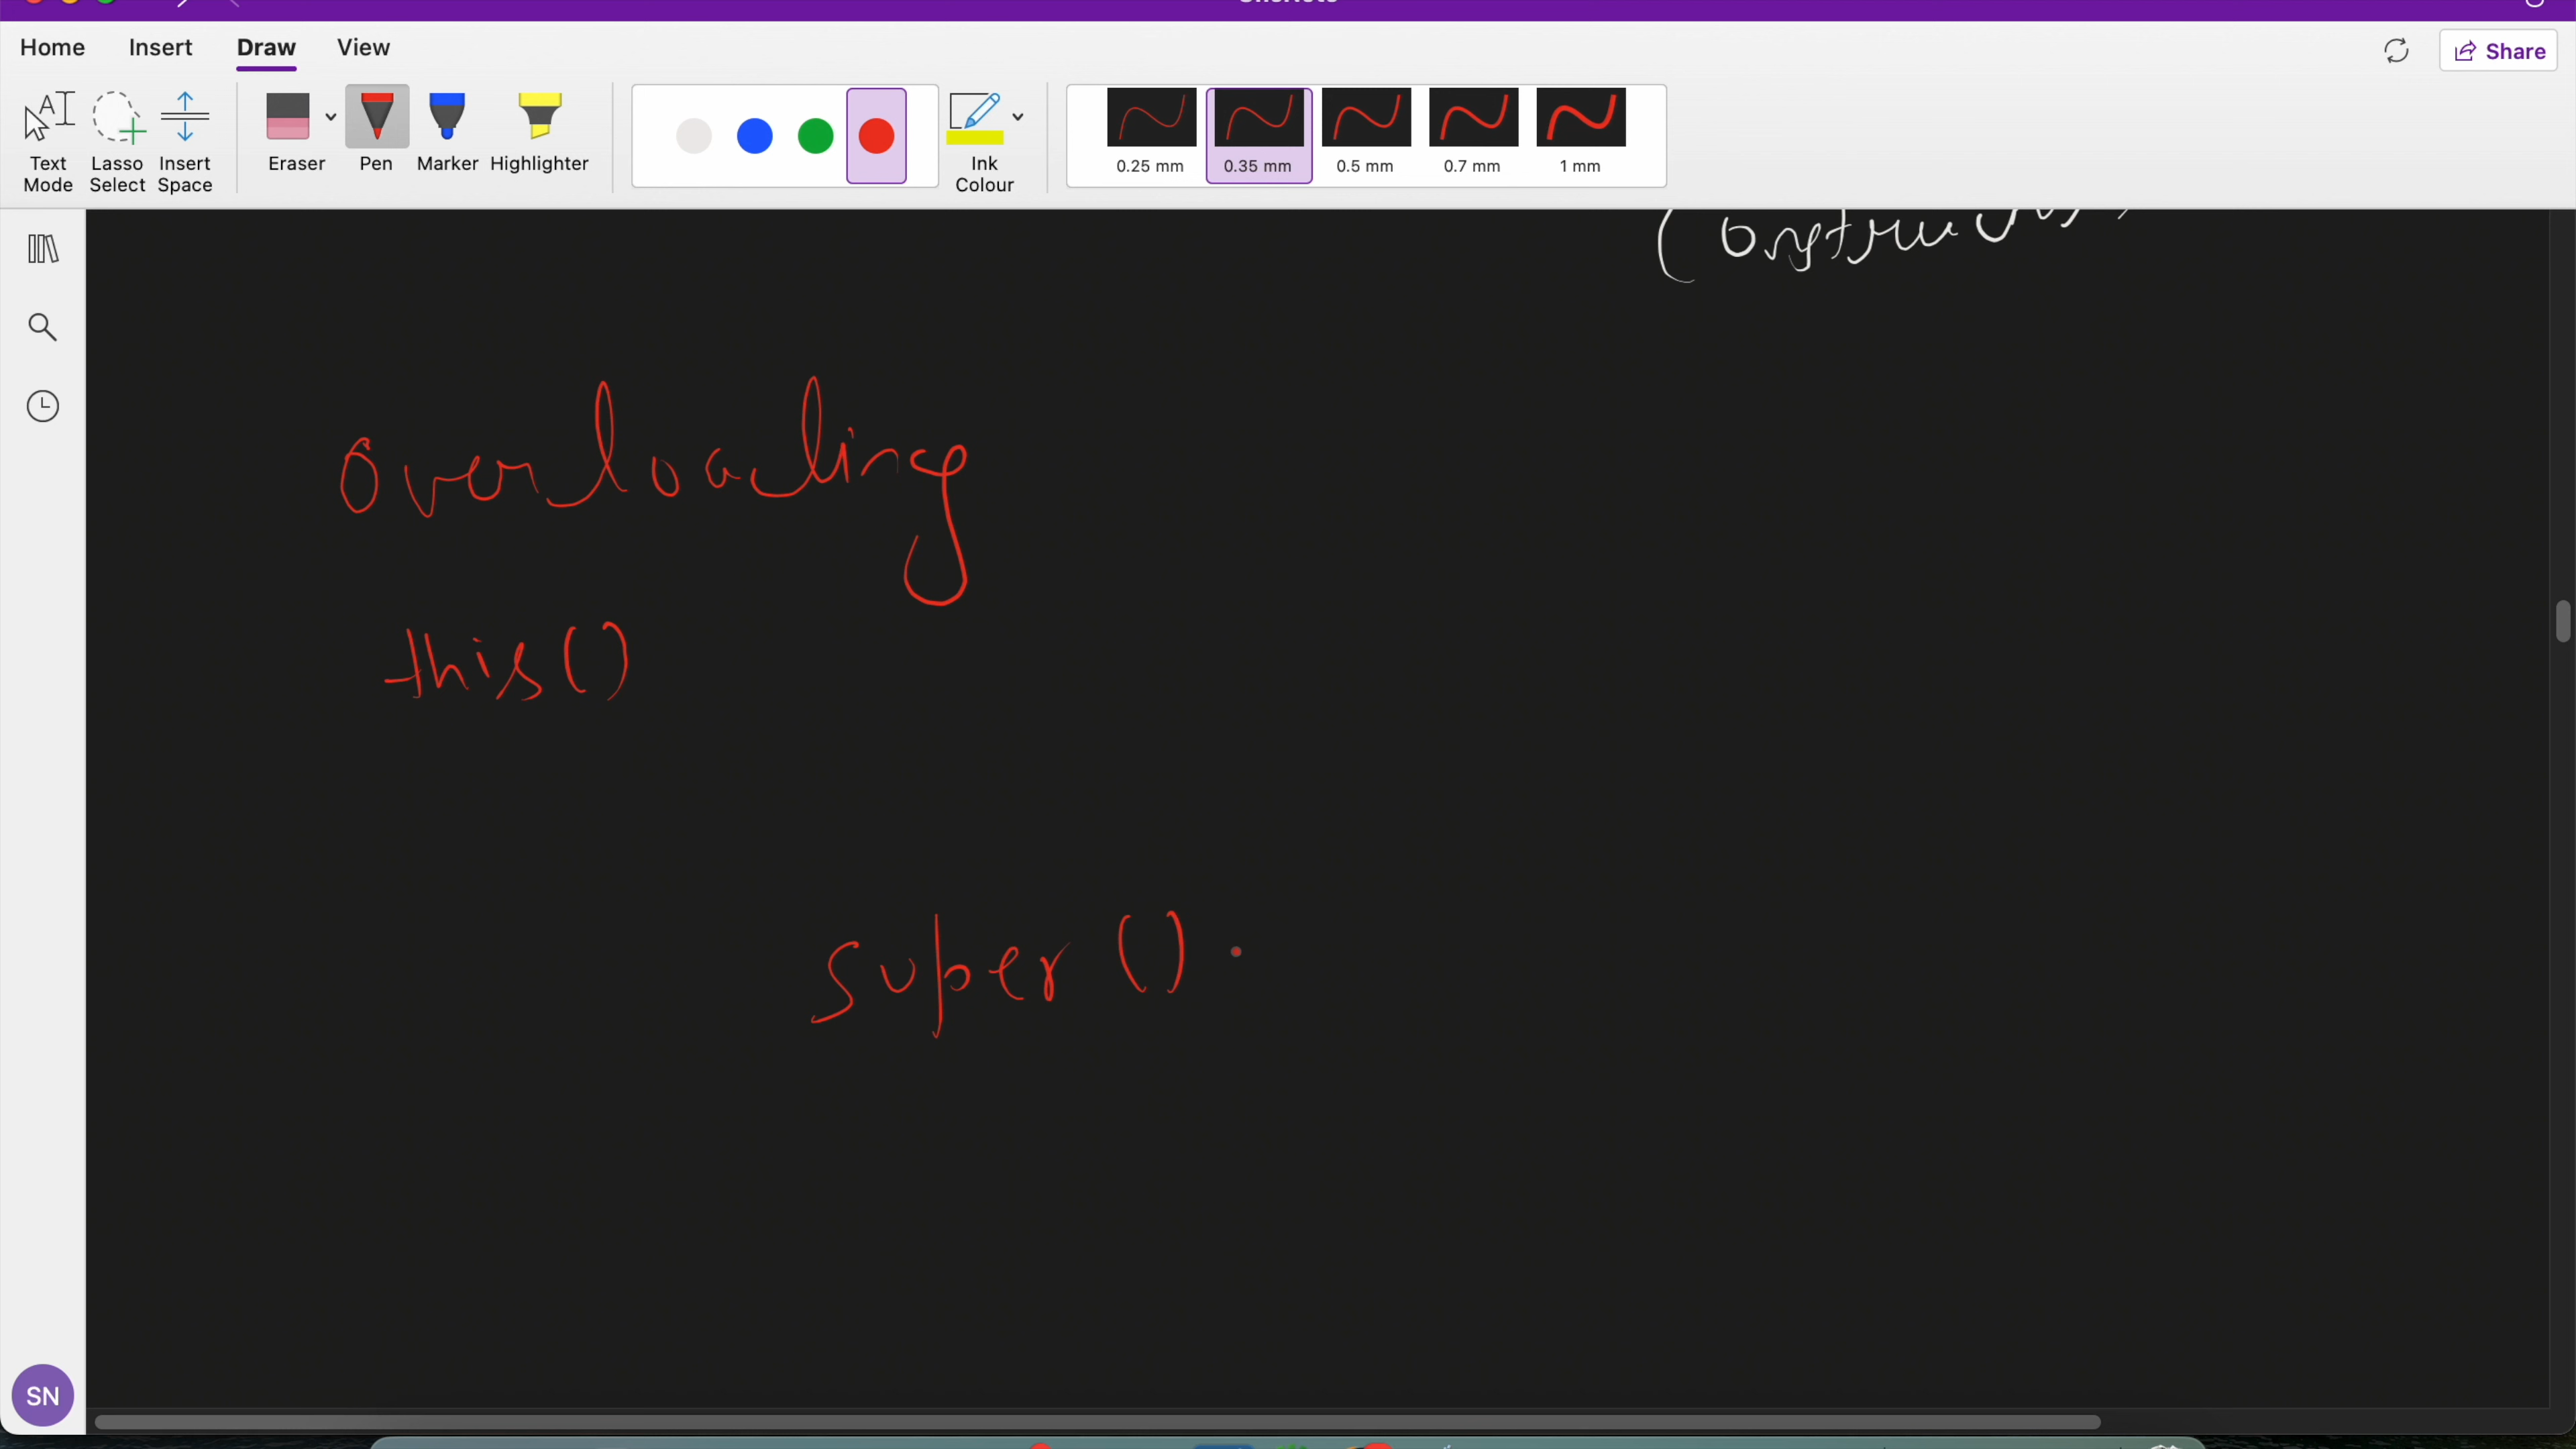 Home Insert Draw View Share
Text Mode Lasso Select Insert Space Eraser Pen Marker Highlighter Ink Colour 0.25 mm 0.35 mm 0.5 mm 0.7 mm 1 mm
Overloading
this()
super ()
SN